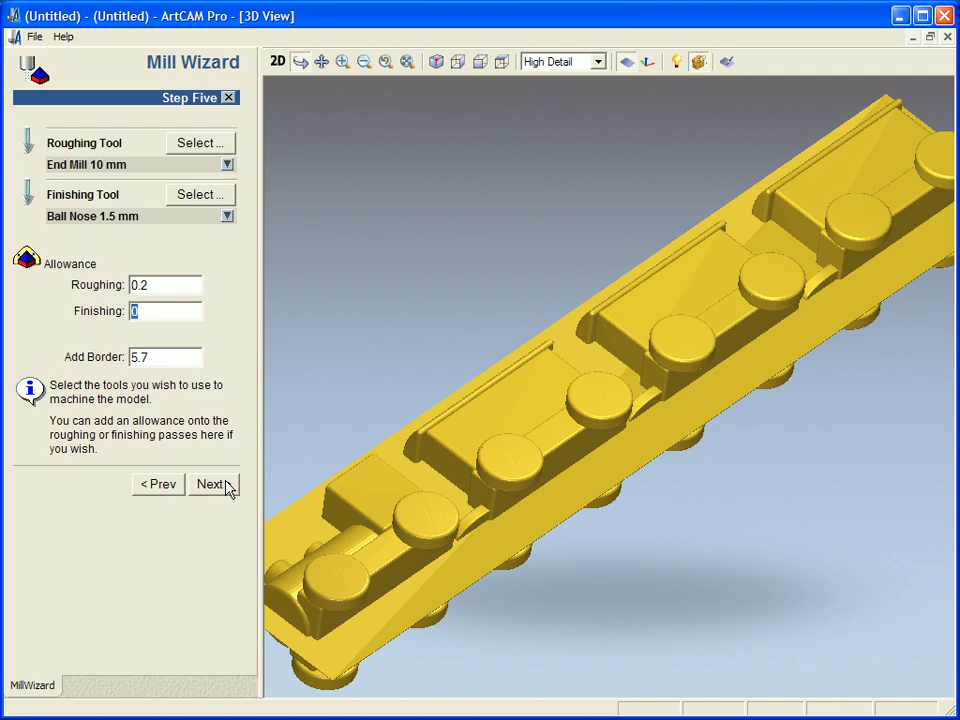 (Untitled) - (Untitled) - ArtCAM Pro - [3D View]
File Help
Mill Wizard
2D
High Detail
Step Five
Roughing Tool
Select ...
End Mill 10 mm
Finishing Tool
Select ...
Ball Nose 1.5 mm
Allowance
Roughing: 0.2
Finishing: 0
Add Border: 5.7
Select the tools you wish to use to
machine the model.
You can add an allowance onto the
roughing or finishing passes here if
you wish.
< Prev
Next
MillWizard